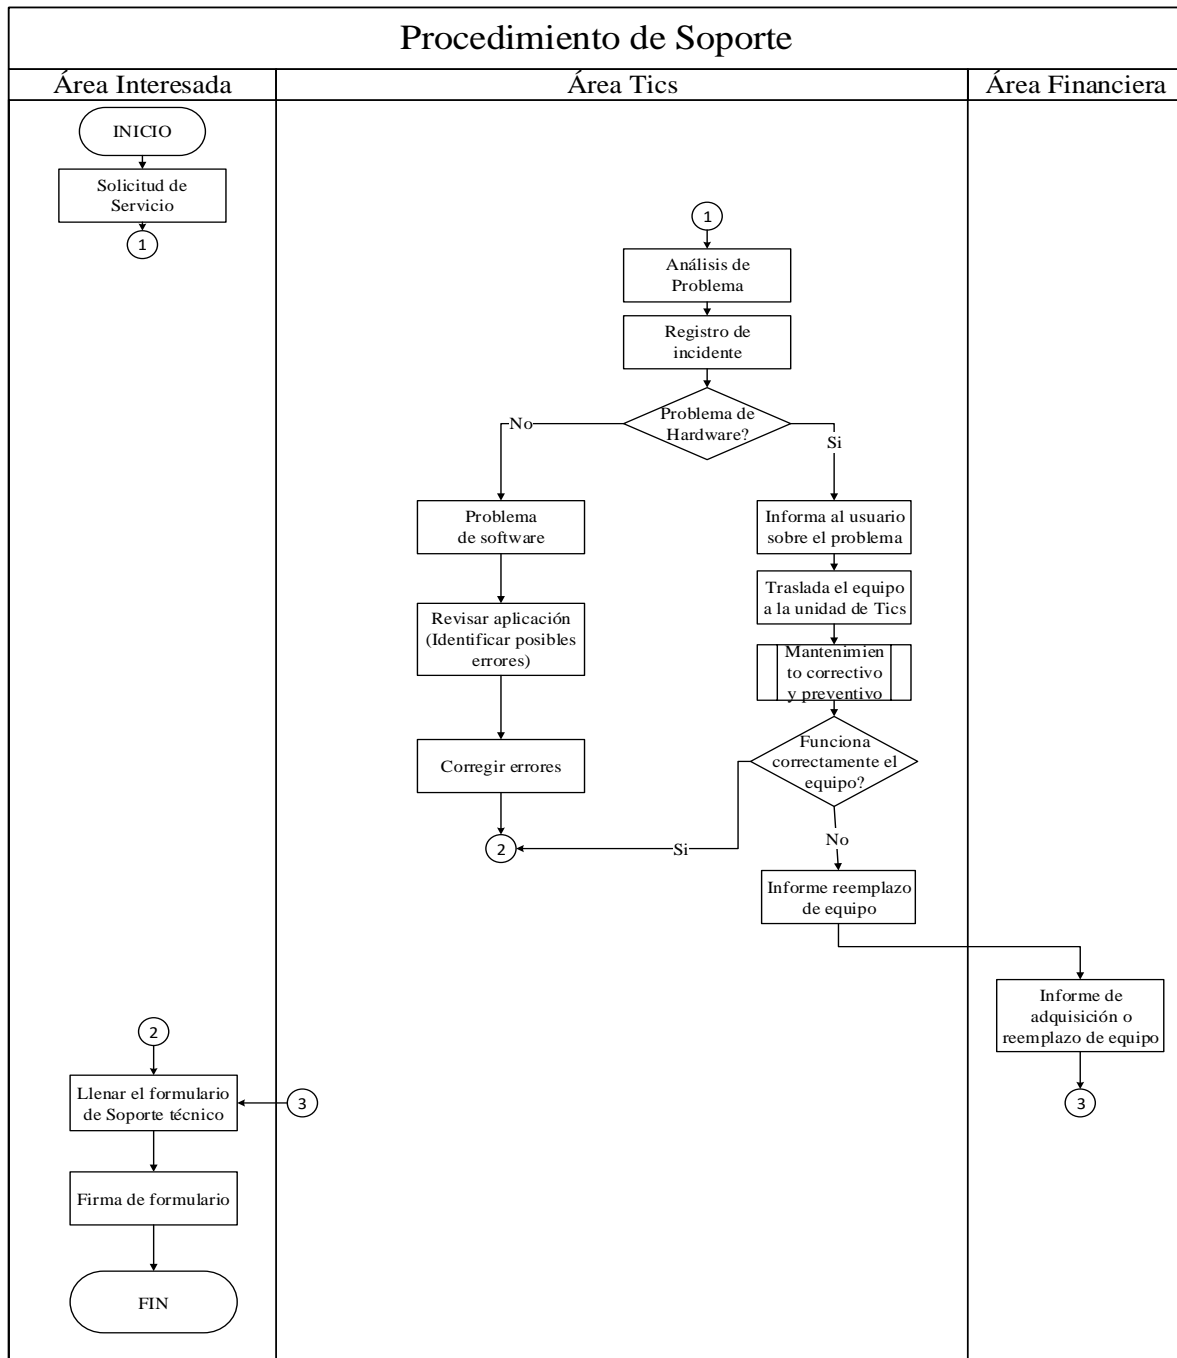 Procedimiento de Soporte
Área Interesada
Área Tics
Área Financiera
INICIO
Solicitud de
Servicio
1
1
Análisis de
Problema
Registro de
incidente
Problema de
Hardware?
No
Si
Problema
de software
Informa al usuario
sobre el problema
Traslada el equipo
a la unidad de Tics
Revisar aplicación
(Identificar posibles
errores)
Mantenimien
to correctivo
y preventivo
Funciona
correctamente el
equipo?
Corregir errores
2
Si
No
Informe reemplazo
de equipo
Informe de
adquisición o
reemplazo de equipo
3
2
Llenar el formulario
de Soporte técnico
3
Firma de formulario
FIN